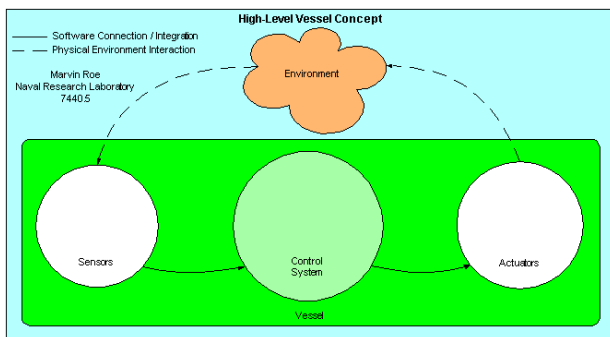 High-Level Vessel Concept
Software Connection / Integration
Physical Environment Interaction
Marvin Roe
Naval Research Laboratory
7440.5
Environment
Sensors
Control
System
Actuators
Vessel